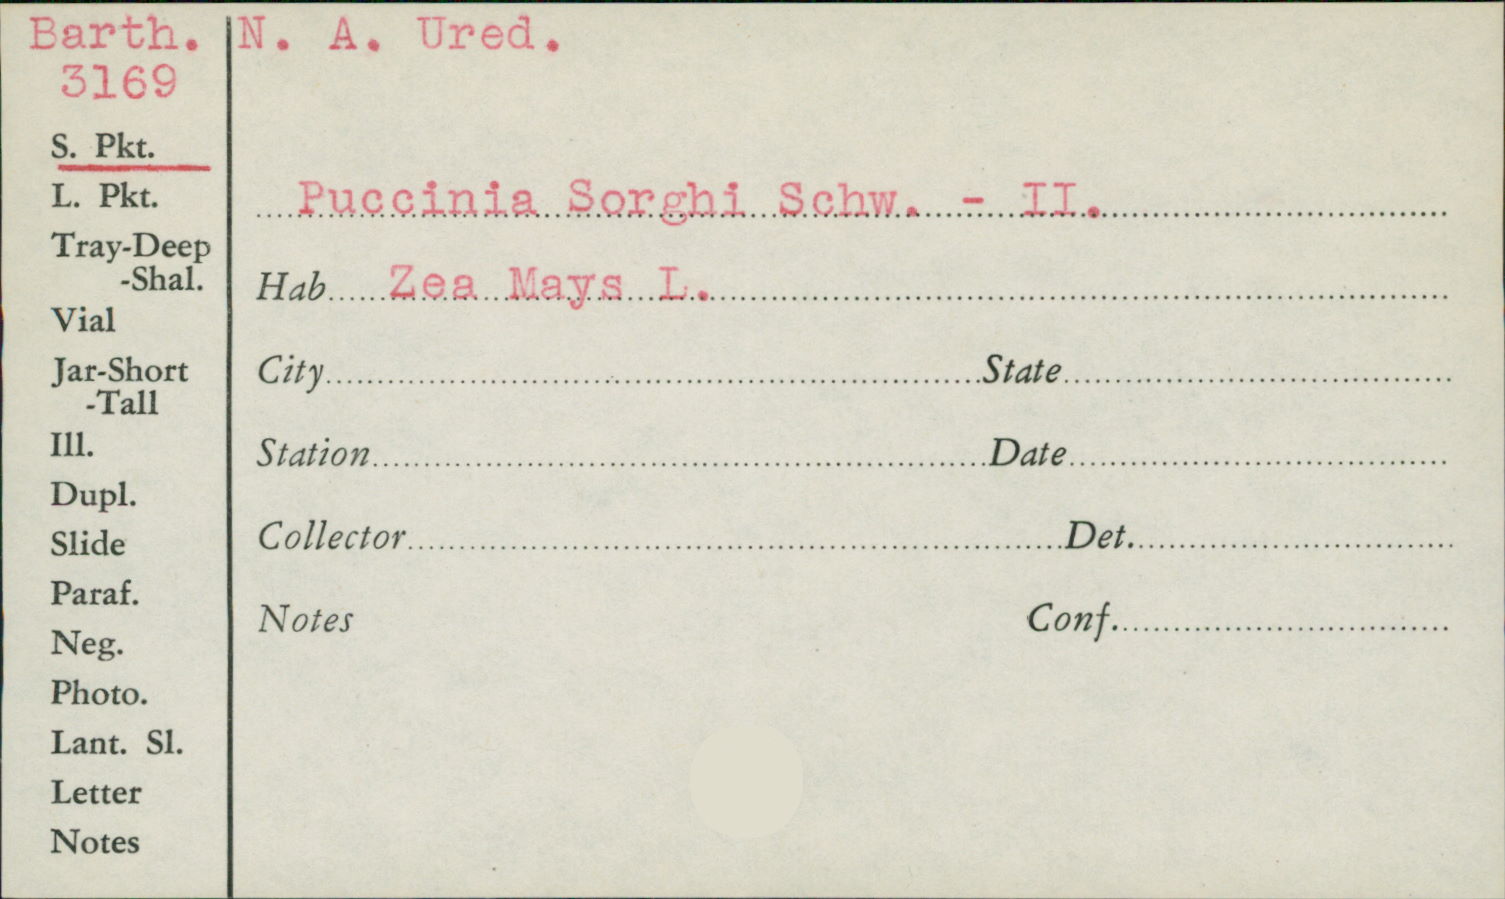 Barth. N. A. Ured.
3169
S. Pkt.
L. Pkt.
Tray-Deep
-Shal.
Vial
Jar-Short
-Tall
Ill.
Dupl.
Slide
Paraf.
Neg.
Photo.
Lant. Sl.
Letter
Notes
Puccinia Sorghi Schw. - II.
Hab Zea Mays L.
City State
Station Date
Collector Det.
Notes Conf.